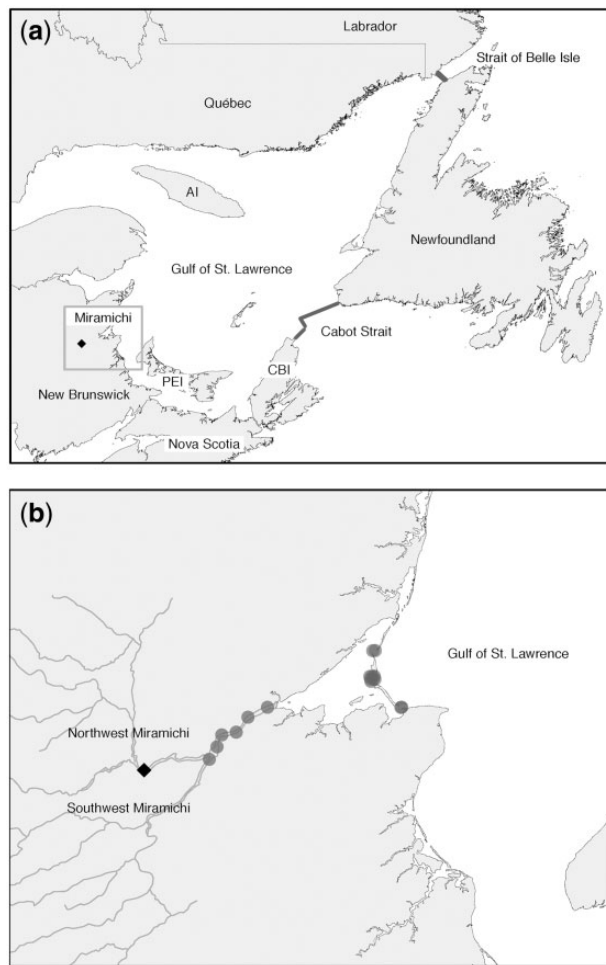 (a)
Labrador
Strait of Belle Isle
Québec
AI
Newfoundland
Gulf of St. Lawrence
Miramichi
Cabot Strait
CBI
PEI
New Brunswick
Nova Scotia
(b)
Gulf of St. Lawrence
Northwest Miramichi
Southwest Miramichi